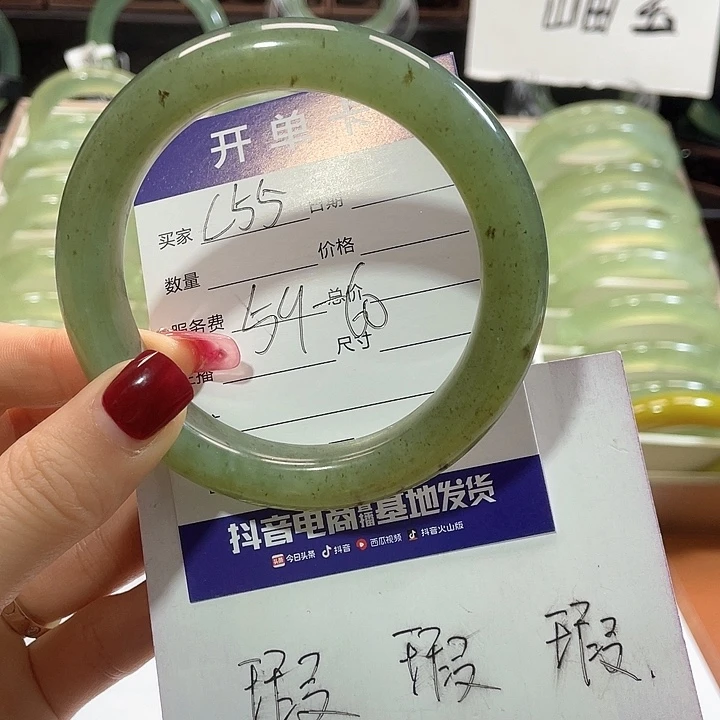 开单卡
买家 L55 日期
数量 价格
服务费 54-60 总价
播 尺寸
抖音电商直播基地发货
今日头条 抖音 西瓜视频 抖音火山版
瑕 瑕 瑕.